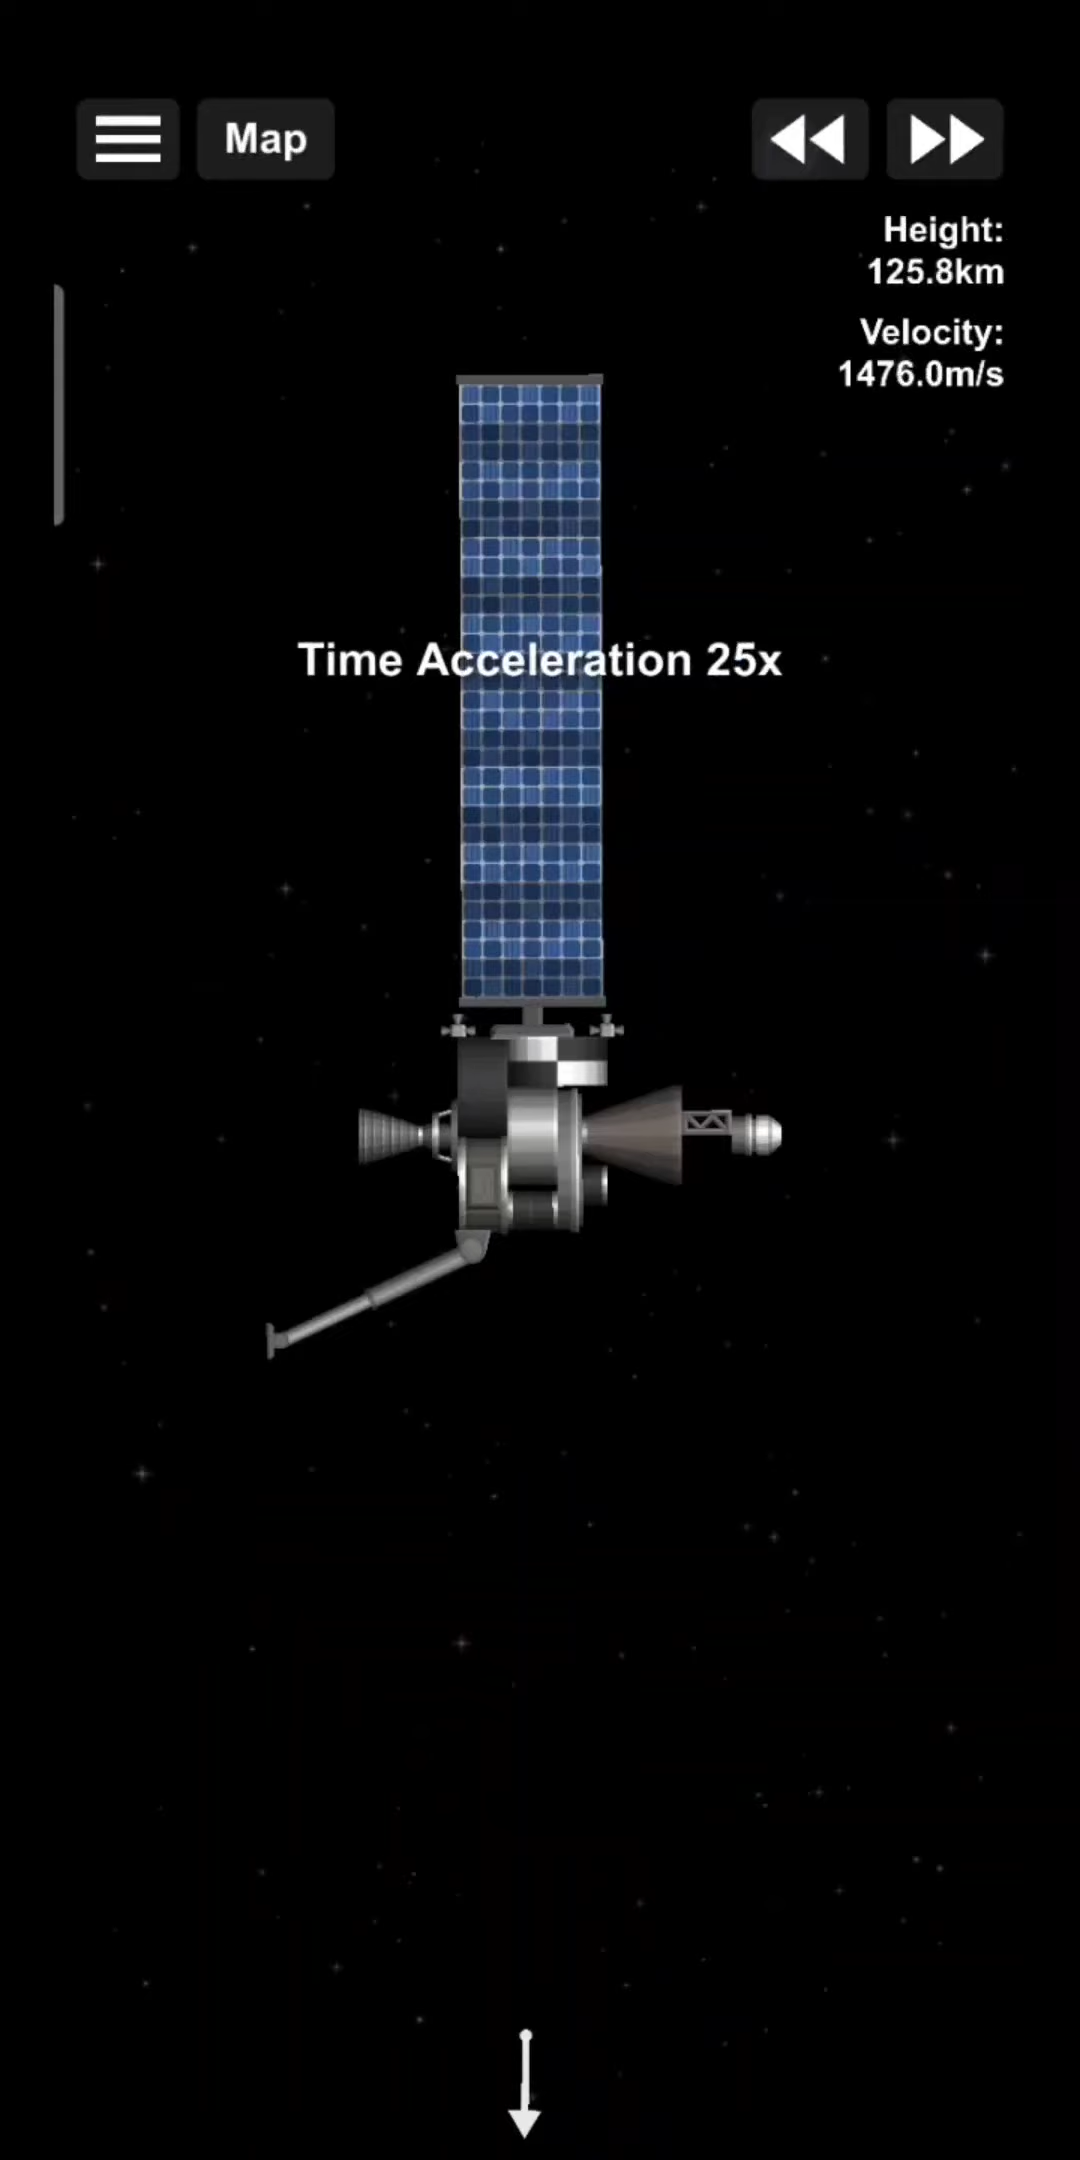 Map
Height:
125.8km
Velocity:
1476.0m/s
Time Acceleration 25x